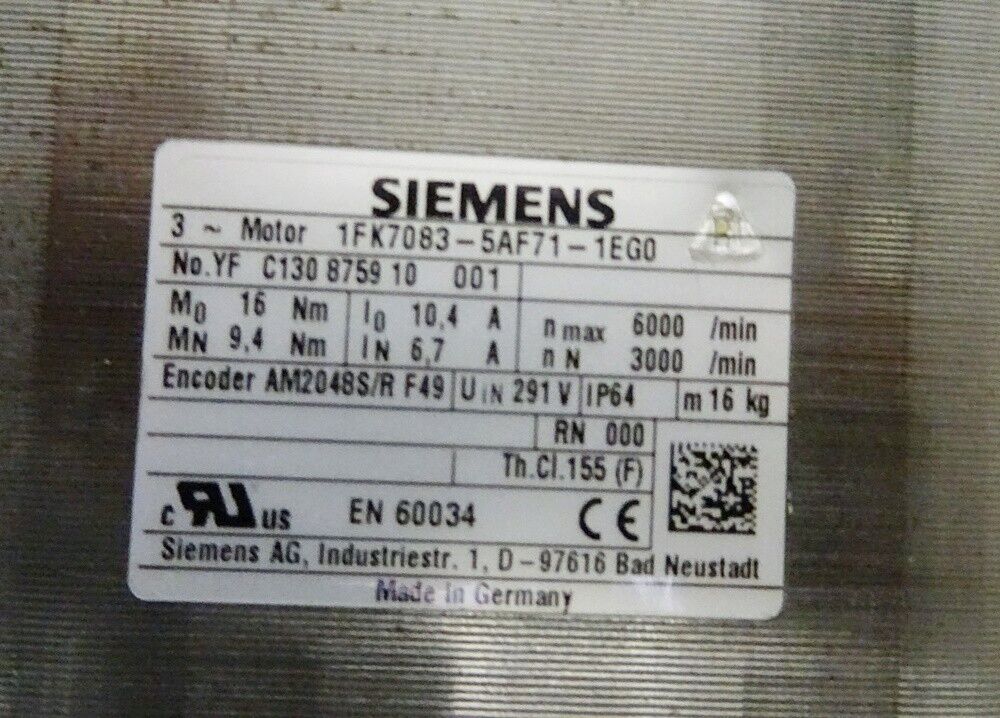 SIEMENS
3 ~ Motor 1FK7083-5AF71-1EG0
No.YF C130 8759 10 001
M0 16 Nm I0 10,4 A n max 6000 /min
MN 9,4 Nm IN 6,7 A n N 3000 /min
Encoder AM2048S/R F49 U IN 291 V IP64 m 16 kg
RN 000
Th.Cl.155 (F)
c RU US EN 60034 CE
Siemens AG, Industriestr. 1, D-97616 Bad Neustadt
Made in Germany